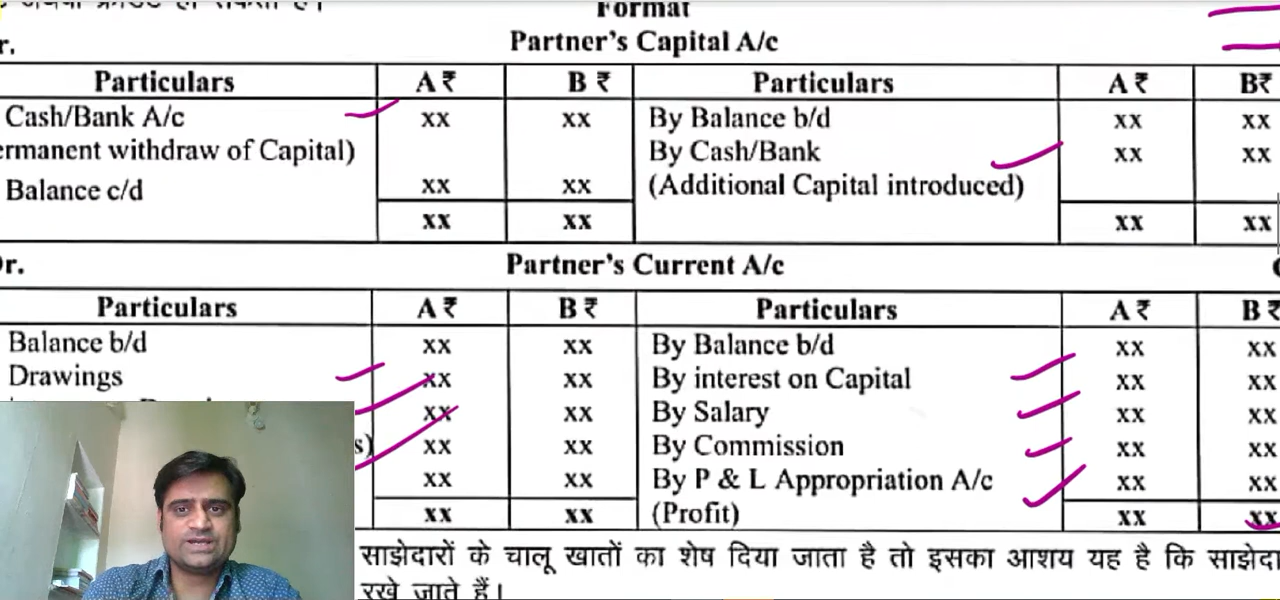 Format
Partner's Capital A/c
Particulars A ₹ B ₹ Particulars A ₹ B₹
Cash/Bank A/c xx xx By Balance b/d xx xx
withdraw of Capital) By Cash/Bank xx xx
Balance c/d xx xx (Additional Capital introduced)
xx xx xx xx
Partner's Current A/c
Particulars A ₹ B ₹ Particulars A ₹ B ₹
Balance b/d xx xx By Balance b/d xx xx
Drawings xx xx By interest on Capital xx xx
xx xx By Salary xx xx
s) xx xx By Commission xx xx
xx xx By P & L Appropriation A/c xx xx
xx xx (Profit) xx xx
साझेदारों के चालू खातों का शेष दिया जाता है तो इसका आशय यह है कि
रखे जाते हैं।